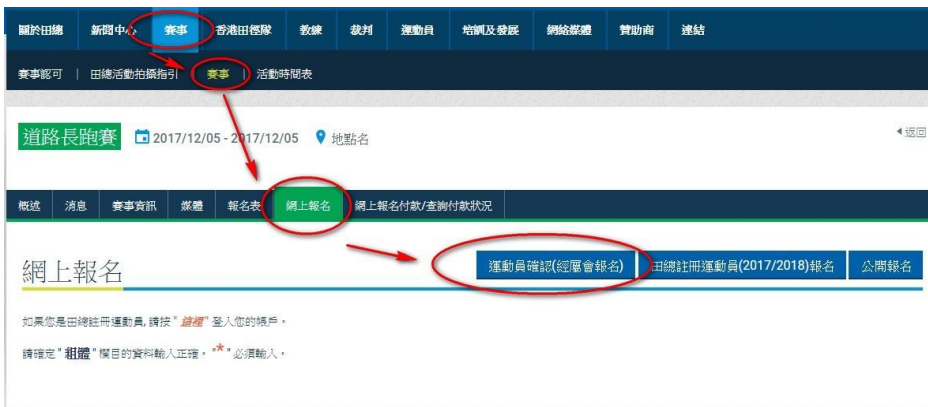 關於田總 新聞中心 賽事 香港田徑隊 教練 裁判 運動員 培訓及發展 網絡媒體 贊助商 連結
賽事認可 | 田總活動拍攝指引 | 賽事 | 活動時間表
道路長跑賽 2017/12/05 - 2017/12/05 地點名 返回
概述 消息 賽事資訊 媒體 報名表 網上報名 網上報名付款/查詢付款狀況
網上報名 運動員確認(經屬會報名) 田總註冊運動員(2017/2018)報名 公開報名
如果您是田總註冊運動員, 請按 " 這裡" 登入您的帳戶。
請確定 " 粗體 " 欄目的資料輸入正確。 "*" 必須輸入。